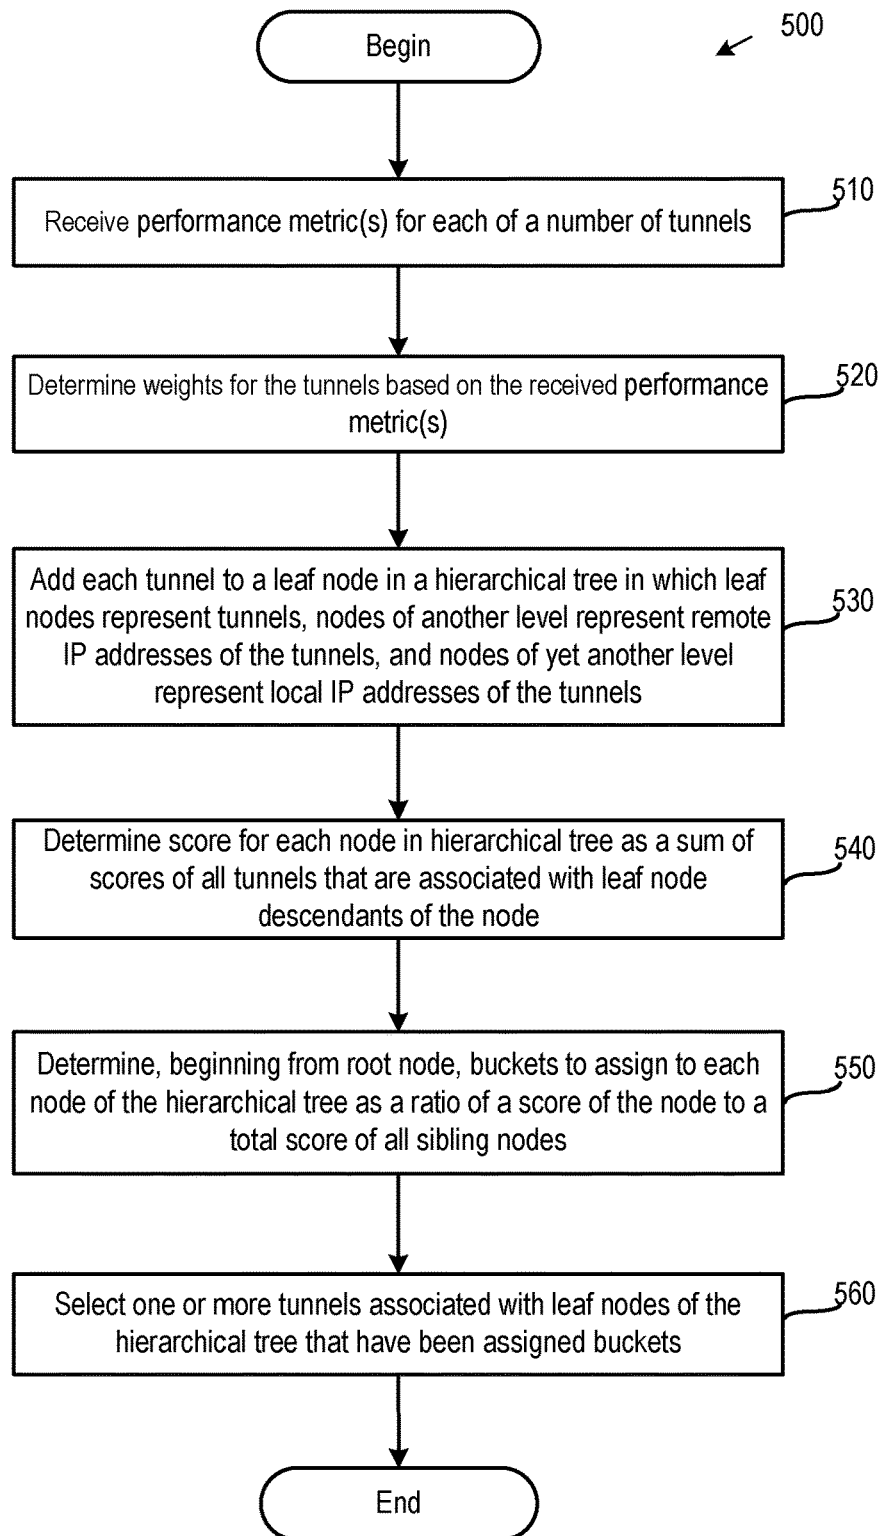 Begin
500
Receive performance metric(s) for each of a number of tunnels
510
Determine weights for the tunnels based on the received performance
metric(s)
520
Add each tunnel to a leaf node in a hierarchical tree in which leaf
nodes represent tunnels, nodes of another level represent remote
IP addresses of the tunnels, and nodes of yet another level
represent local IP addresses of the tunnels
530
Determine score for each node in hierarchical tree as a sum of
scores of all tunnels that are associated with leaf node
descendants of the node
540
Determine, beginning from root node, buckets to assign to each
node of the hierarchical tree as a ratio of a score of the node to a
total score of all sibling nodes
550
Select one or more tunnels associated with leaf nodes of the
hierarchical tree that have been assigned buckets
560
End